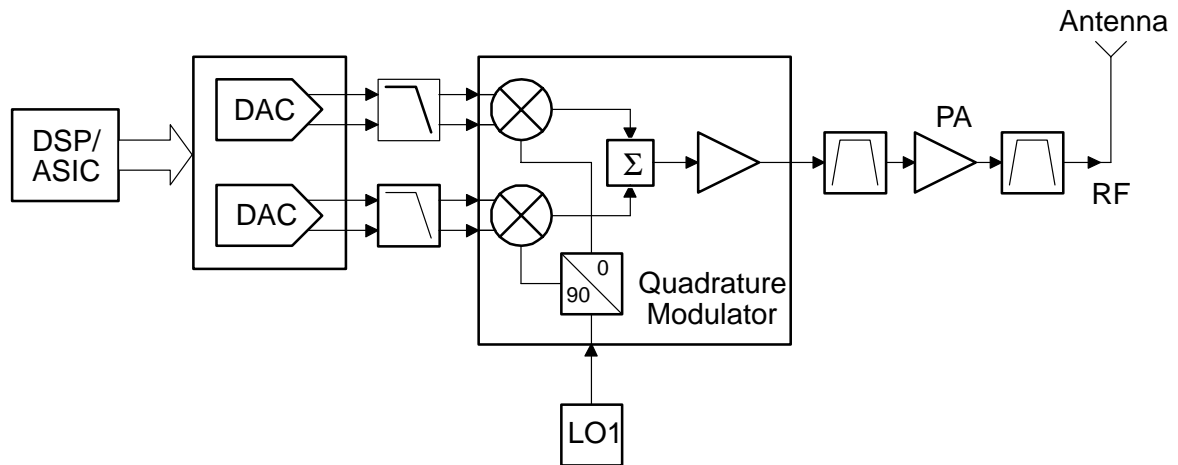 Antenna
DAC
PA
DSP/
ASIC
Σ
DAC
RF
0
90
Quadrature
Modulator
LO1